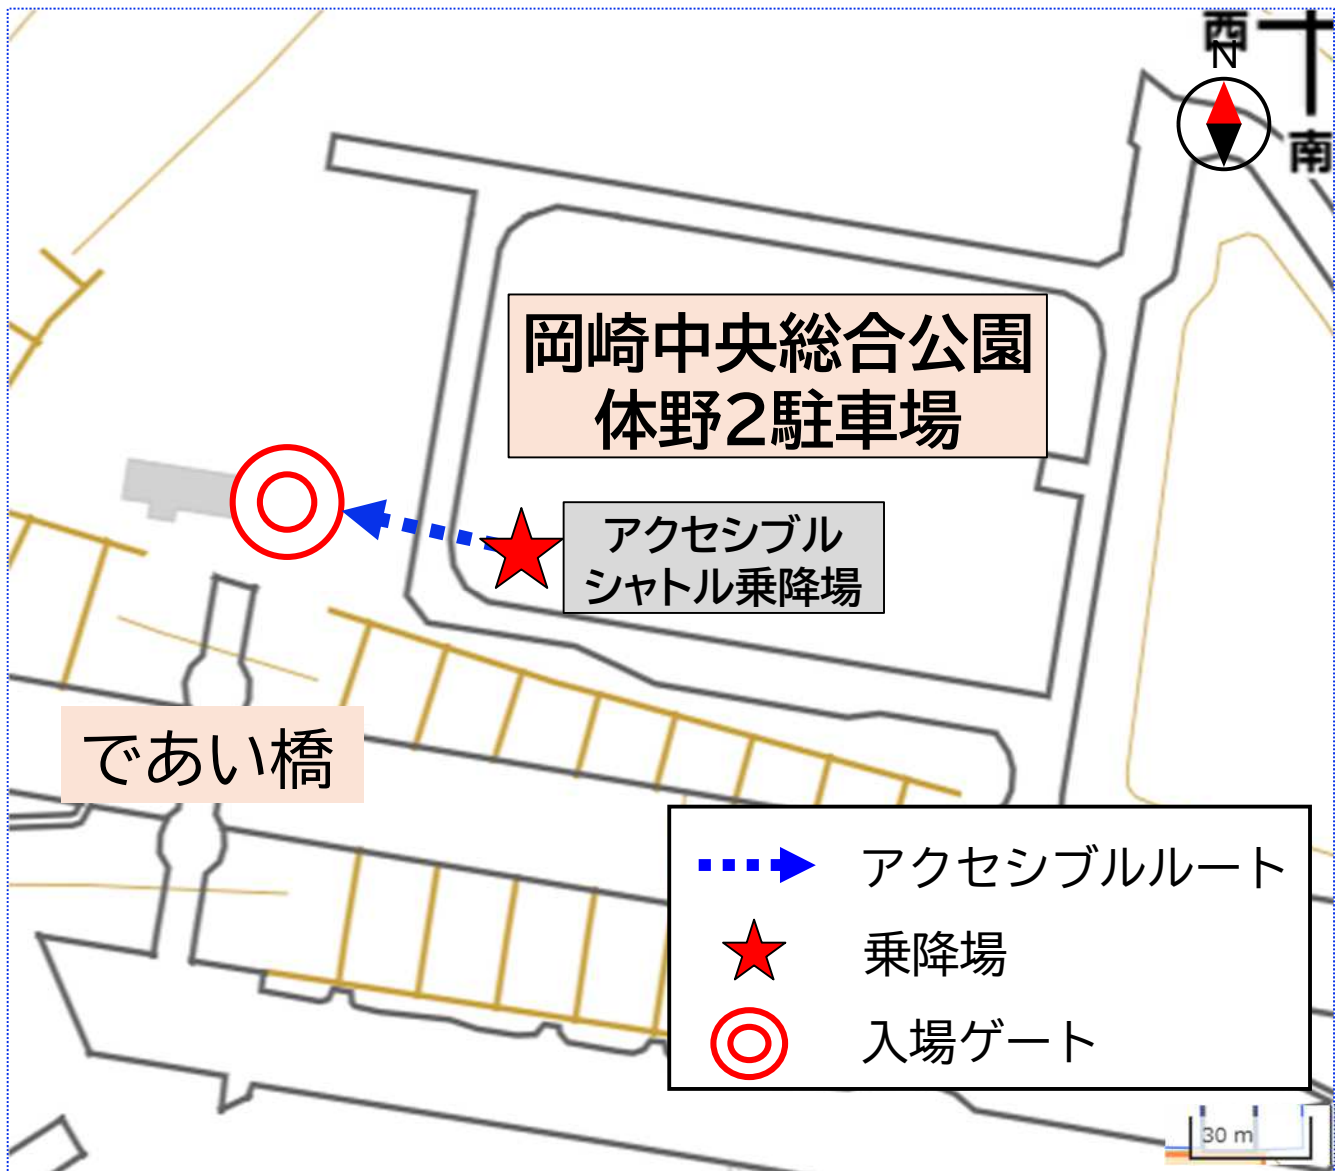 西
N
南
岡崎中央総合公園
体野2駐車場
アクセシブル
シャトル乗降場
であい橋
アクセシブルルート
乗降場
入場ゲート
30 m